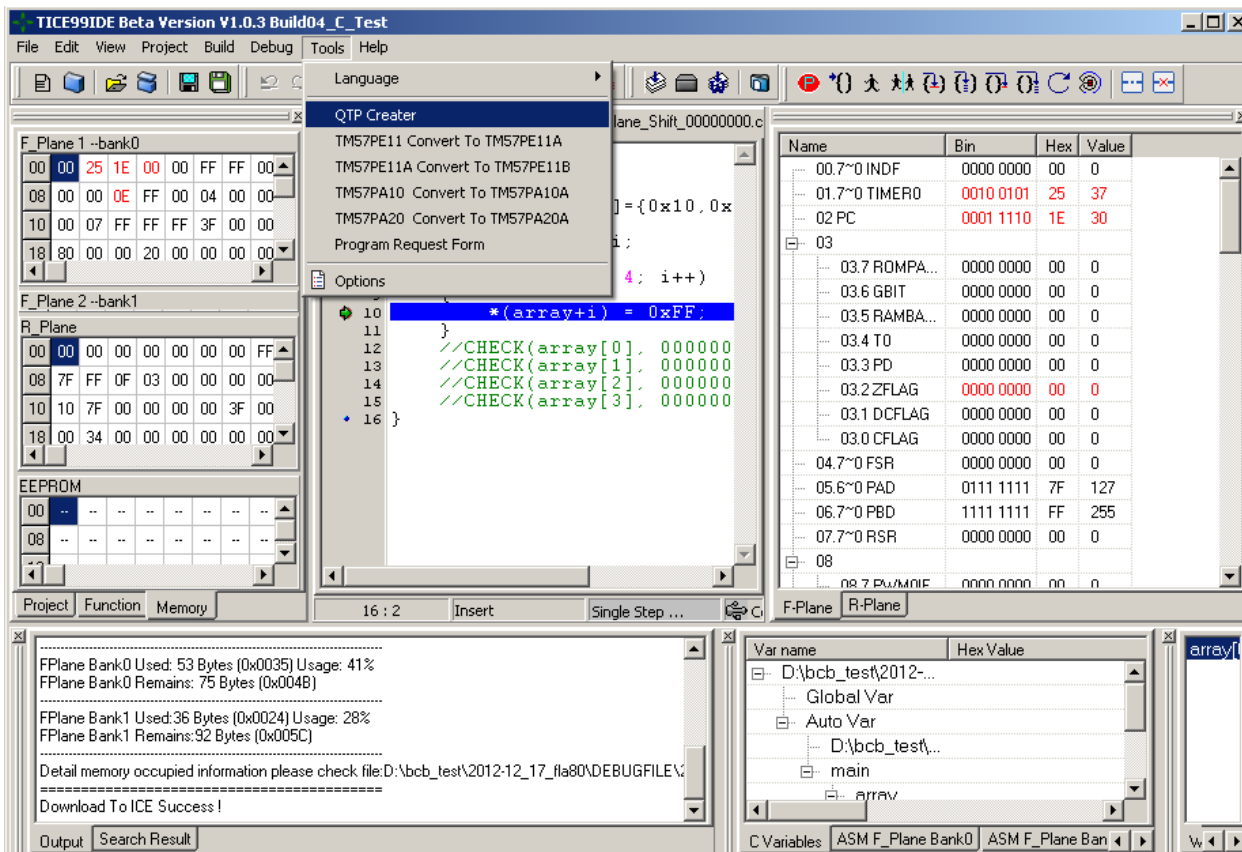 TICE99IDE Beta Version V1.0.3 Build04_C_Test
File Edit View Project Build Debug Tools Help
Language
QTP Creater
TM57PE11 Convert To TM57PE11A
TM57PE11A Convert To TM57PE11B
TM57PA10 Convert To TM57PA10A
TM57PA20 Convert To TM57PA20A
Program Request Form
Options
F_Plane 1 --bank0
00 00 25 1E 00 00 FF FF 00
08 00 00 0E FF 00 04 00 00
10 00 07 FF FF FF 3F 00 00
18 80 00 00 20 00 00 00 00
F_Plane 2 --bank1
R_Plane
00 00 00 00 00 00 00 00 FF
08 7F FF 0F 03 00 00 00 00
10 10 7F 00 00 00 00 3F 00
18 00 34 00 00 00 00 00 00
EEPROM
00 -- -- -- -- -- -- -- --
08 -- -- -- -- -- -- -- --
Project Function Memory
lane_Shift_00000000.c
]={0x10,0x
i;
4; i++)
{
10 *(array+i) = 0xFF;
11 }
12 //CHECK(array[0], 000000
13 //CHECK(array[1], 000000
14 //CHECK(array[2], 000000
15 //CHECK(array[3], 000000
16 }
16 : 2 Insert Single Step ...
Name Bin Hex Value
00.7~0 INDF 0000 0000 00 0
01.7~0 TIMER0 0010 0101 25 37
02 PC 0001 1110 1E 30
03
03.7 ROMPA... 0000 0000 00 0
03.6 GBIT 0000 0000 00 0
03.5 RAMBA... 0000 0000 00 0
03.4 TO 0000 0000 00 0
03.3 PD 0000 0000 00 0
03.2 ZFLAG 0000 0000 00 0
03.1 DCFLAG 0000 0000 00 0
03.0 CFLAG 0000 0000 00 0
04.7~0 FSR 0000 0000 00 0
05.6~0 PAD 0111 1111 7F 127
06.7~0 PBD 1111 1111 FF 255
07.7~0 RSR 0000 0000 00 0
08
08.7 PWM0IE 0000 0000 00 0
F-Plane R-Plane
FPlane Bank0 Used: 53 Bytes (0x0035) Usage: 41%
FPlane Bank0 Remains: 75 Bytes (0x004B)
FPlane Bank1 Used:36 Bytes (0x0024) Usage: 28%
FPlane Bank1 Remains:92 Bytes (0x005C)
Detail memory occupied information please check file:D:\bcb_test\2012-12_17_fla80\DEBUGFILE\2
==========================================
Download To ICE Success !
Output Search Result
Var name Hex Value
D:\bcb_test\2012-...
Global Var
Auto Var
D:\bcb_test\...
main
array
C Variables ASM F_Plane Bank0 ASM F_Plane Ban
array[